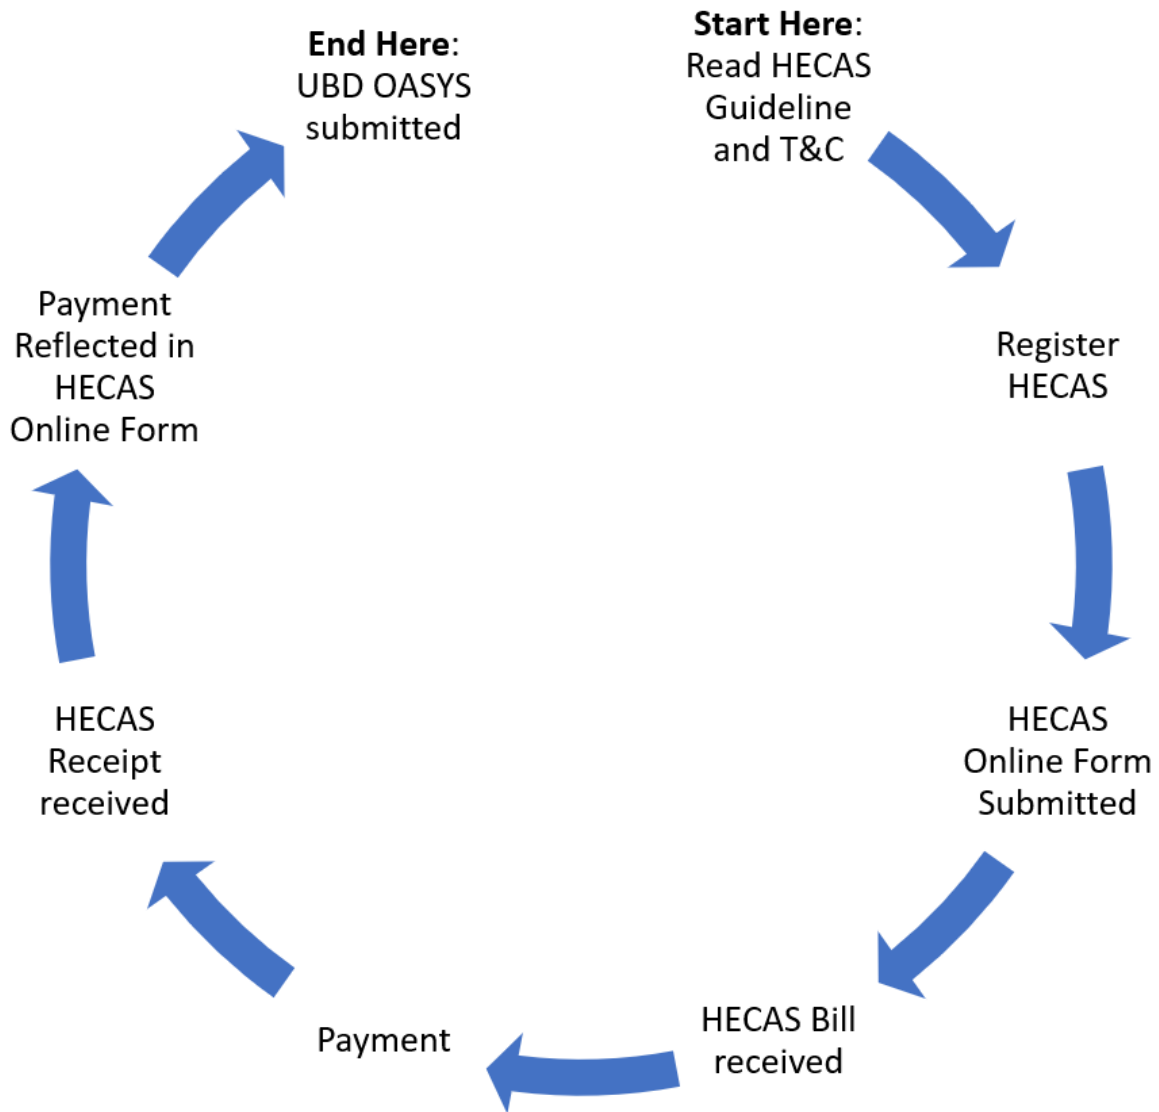 Start Here:
Read HECAS
Guideline
and T&C
Register
HECAS
HECAS
Online Form
Submitted
HECAS Bill
received
Payment
HECAS
Receipt
received
Payment
Reflected in
HECAS
Online Form
End Here:
UBD OASYS
submitted